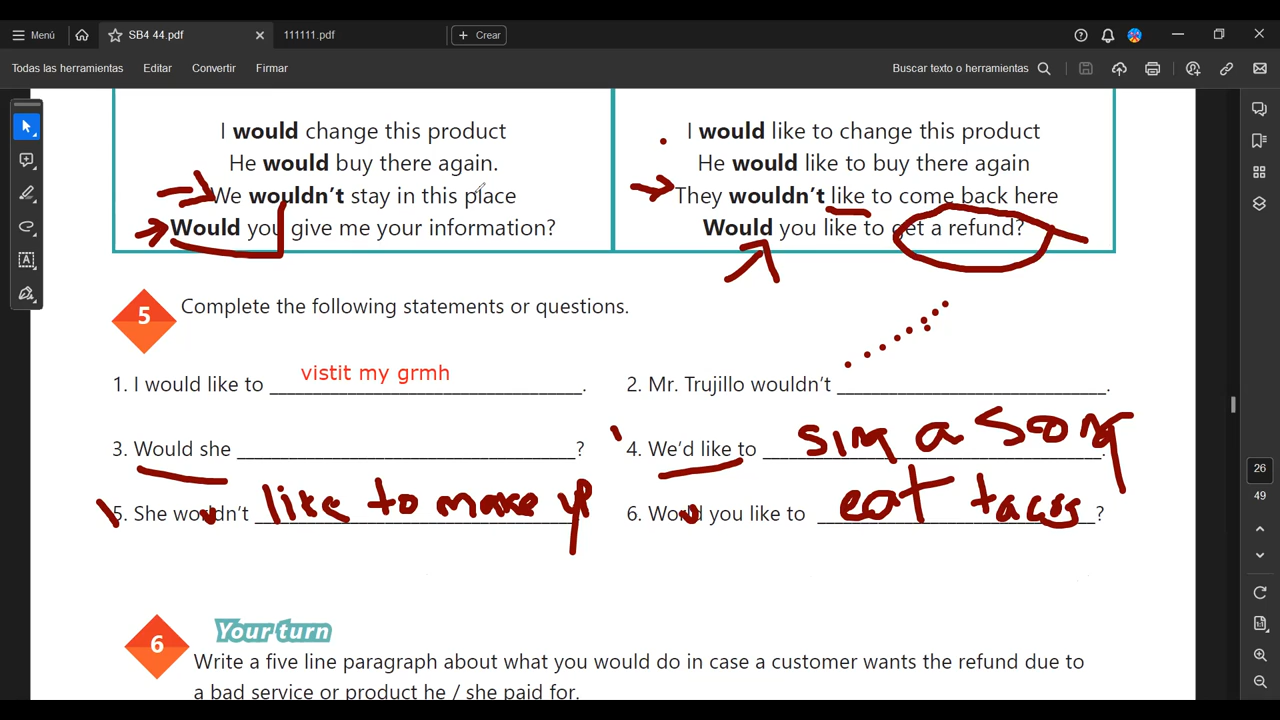 Menú SB4 44.pdf 111111.pdf + Crear
Todas las herramientas Editar Convertir Firmar Buscar texto o herramientas
I would change this product
He would buy there again.
We wouldn't stay in this place
Would you give me your information?
I would like to change this product
He would like to buy there again
They wouldn't like to come back here
Would you like to get a refund?
5 Complete the following statements or questions.
1. I would like to vistit my grmh.
2. Mr. Trujillo wouldn't ____.
3. Would she ____?
4. We'd like to sing a song.
5. She wouldn't like to make
6. Would you like to eat tacos?
26
49
6 Your turn
Write a five line paragraph about what you would do in case a customer wants the refund due to
a bad service or product he / she paid for.